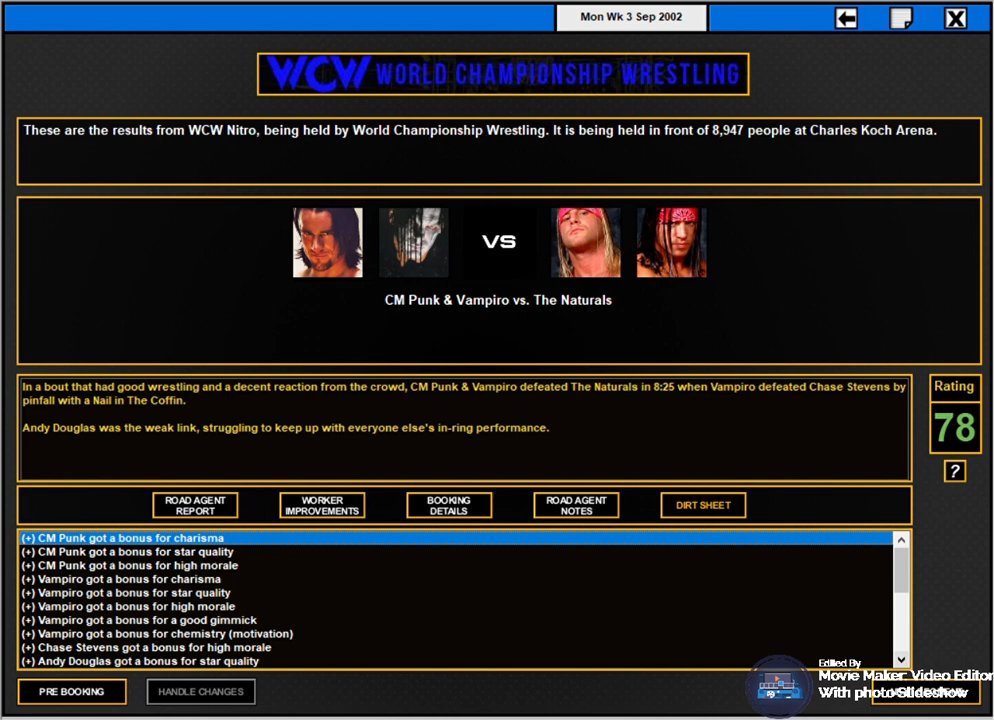 Mon Wk 3 Sep 2002
WCW WORLD CHAMPIONSHIP WRESTLING
These are the results from WCW Nitro, being held by World Championship Wrestling. It is being held in front of 8,947 people at Charles Koch Arena.
VS
CM Punk & Vampiro vs. The Naturals
In a bout that had good wrestling and a decent reaction from the crowd, CM Punk & Vampiro defeated The Naturals in 8:25 when Vampiro defeated Chase Stevens by
pinfall with a Nail in The Coffin.
Andy Douglas was the weak link, struggling to keep up with everyone else's in-ring performance.
Rating
78
?
ROAD AGENT
REPORT
WORKER
IMPROVEMENTS
BOOKING
DETAILS
ROAD AGENT
NOTES
DIRT SHEET
(+) CM Punk got a bonus for charisma
(+) CM Punk got a bonus for star quality
(+) CM Punk got a bonus for high morale
(+) Vampiro got a bonus for charisma
(+) Vampiro got a bonus for star quality
(+) Vampiro got a bonus for high morale
(+) Vampiro got a bonus for a good gimmick
(+) Vampiro got a bonus for chemistry (motivation)
(+) Chase Stevens got a bonus for high morale
(+) Andy Douglas got a bonus for star quality
PRE BOOKING
HANDLE CHANGES
Edited By
Movie Maker: Video Editor
With photo Slideshow